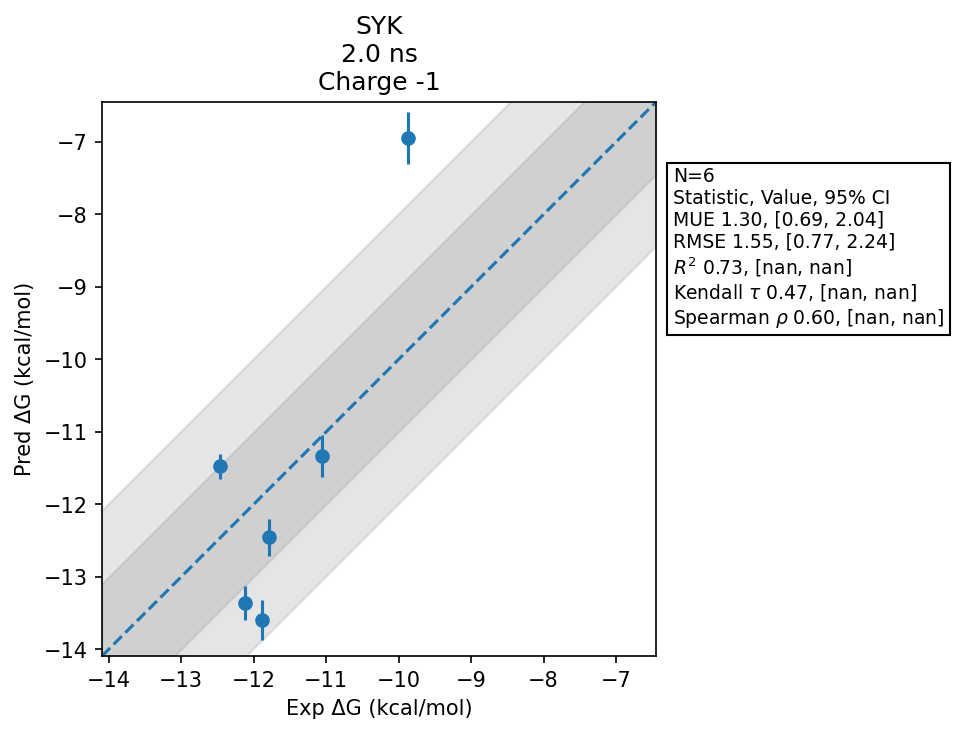 SYK
2.0 ns
Charge -1
Pred ΔG (kcal/mol)
−7
−8
−9
−10
−11
−12
−13
−14
−14 −13 −12 −11 −10 −9 −8 −7
Exp ΔG (kcal/mol)
N=6
Statistic, Value, 95% CI
MUE 1.30, [0.69, 2.04]
RMSE 1.55, [0.77, 2.24]
R² 0.73, [nan, nan]
Kendall τ 0.47, [nan, nan]
Spearman ρ 0.60, [nan, nan]